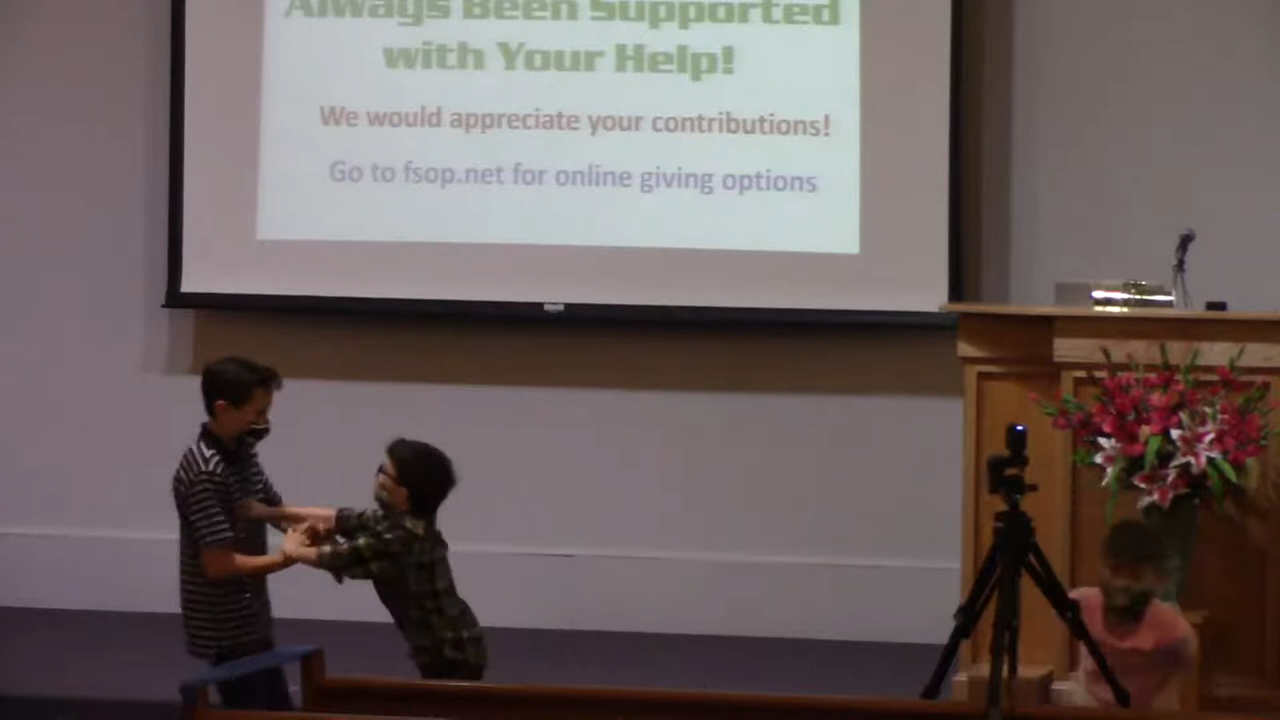 Always Been Supported
with Your Help!
We would appreciate your contributions!
Go to fsop.net for online giving options